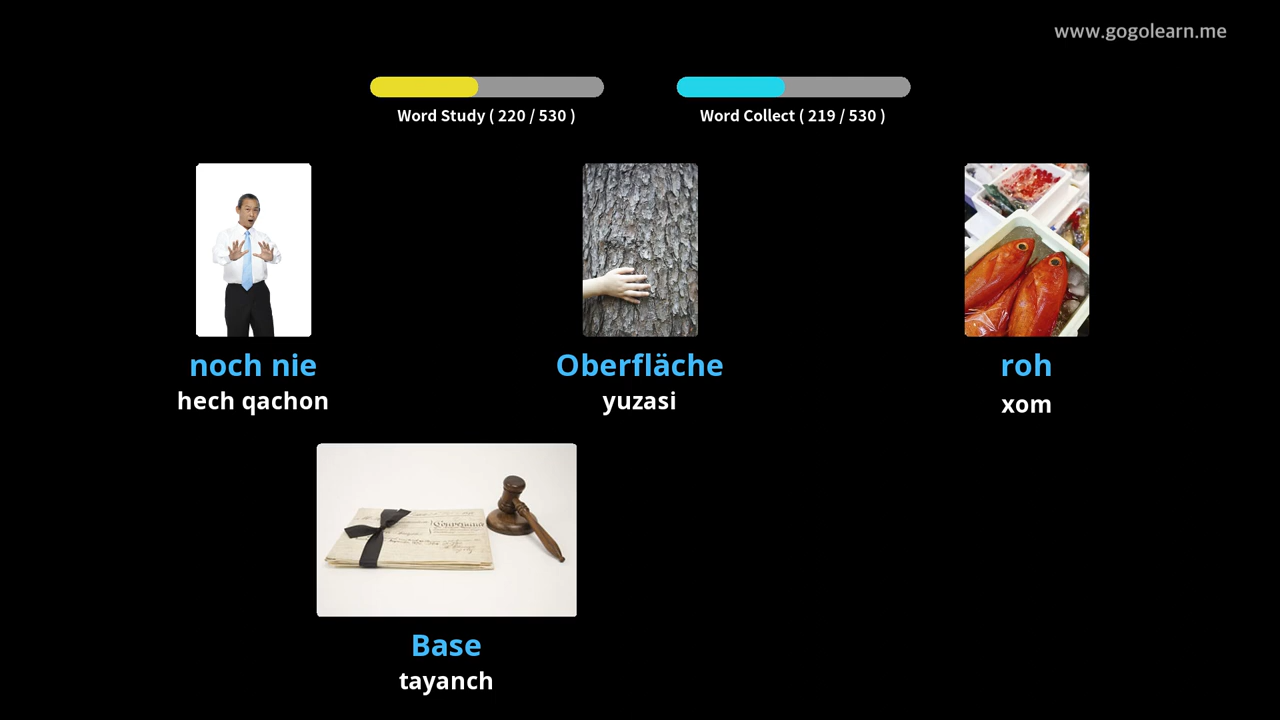 www.gogolearn.me
Word Study ( 220 / 530 )
Word Collect ( 219 / 530 )
noch nie
hech qachon
Oberfläche
yuzasi
roh
xom
Base
tayanch